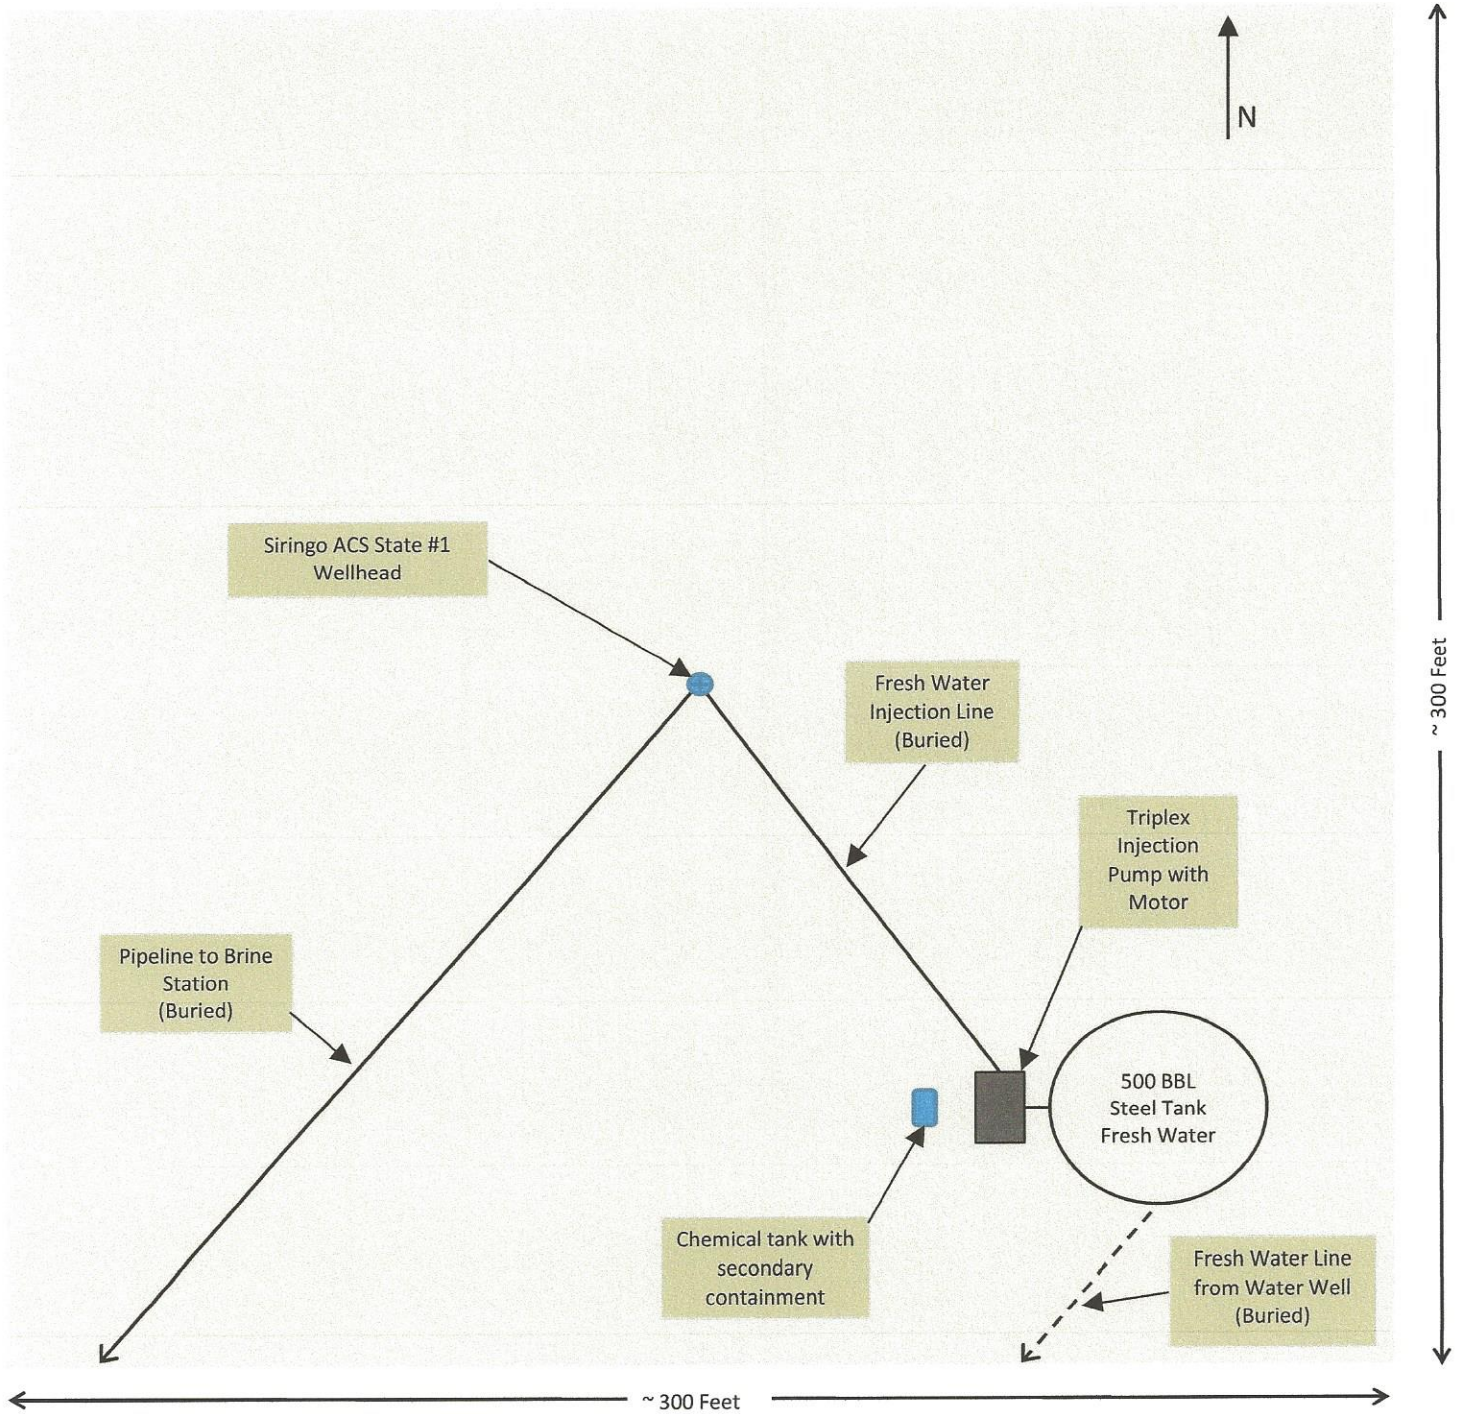 N
Siringo ACS State #1
Wellhead
~ 300 Feet
Fresh Water
Injection Line
(Buried)
Triplex
Injection
Pump with
Motor
Pipeline to Brine
Station
(Buried)
500 BBL
Steel Tank
Fresh Water
Chemical tank with
secondary
containment
Fresh Water Line
from Water Well
(Buried)
~ 300 Feet